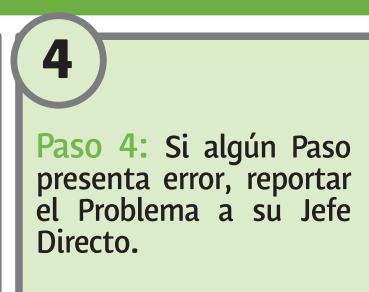 4
Paso 4: Si algún Paso
presenta error, reportar
el Problema a su Jefe
Directo.